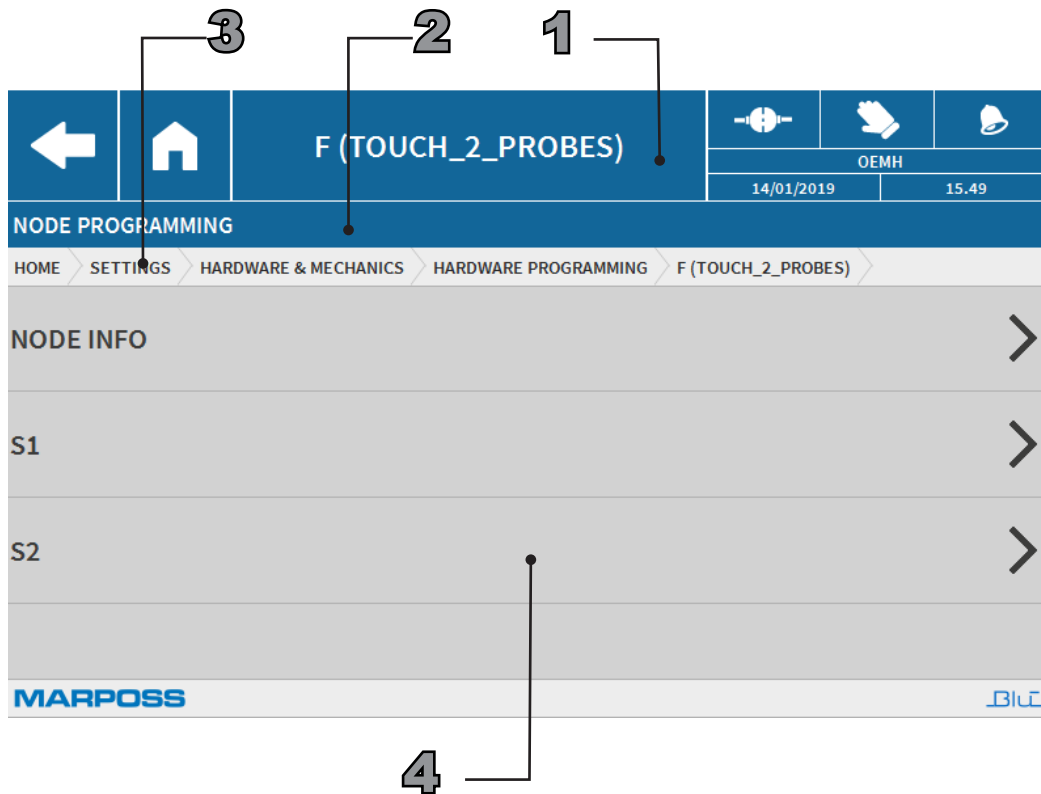 3 2 1
F (TOUCH_2_PROBES)
OEMH
14/01/2019 15.49
NODE PROGRAMMING
HOME SETTINGS HARDWARE & MECHANICS HARDWARE PROGRAMMING F (TOUCH_2_PROBES)
NODE INFO
S1
S2
MARPOSS Blù
4